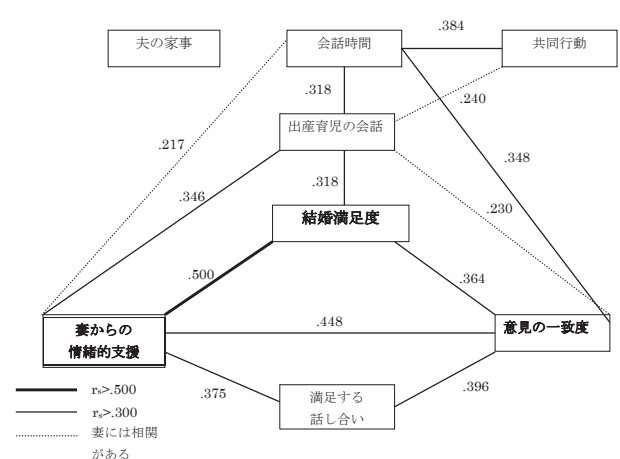 .384
夫の家事
会話時間
共同行動
.318
.240
出産育児の会話
.217
.348
.346
.318
.230
結婚満足度
.500
.364
妻からの
情緒的支援
.448
意見の一致度
.375
.396
満足する
話し合い
rs>.500
rs>.300
妻には相関
がある